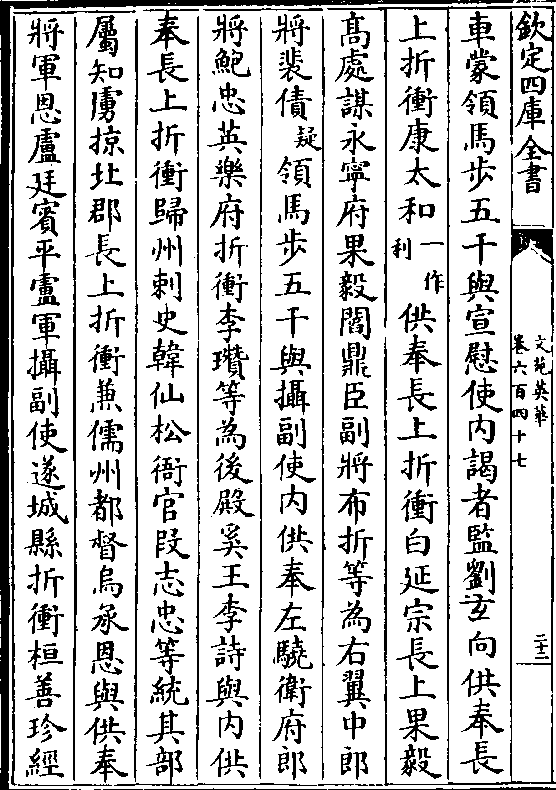 欽定四庫全書
文苑英華
卷六百四十七
二十二
車蒙領馬步五千與宣慰使内謁者監劉𤣥向供奉長
上折衝康太和一作利供奉長上折衝白延宗長上果毅
髙處謀永寧府果毅閻鼎臣副將布折等為右翼中郎
將裴倩疑領馬步五千與攝副使内供奉左驍衛府郎
將鮑忠英樂府折衝李瓚等為後殿奚王李詩與内供
奉長上折衝歸州刺史韓仙松衙官段志忠等統其部
屬知虜掠北郡長上折衝兼儒州都督烏承恩與供奉
將軍恩盧廷賓平盧軍攝副使遂城縣折衝桓善珍經